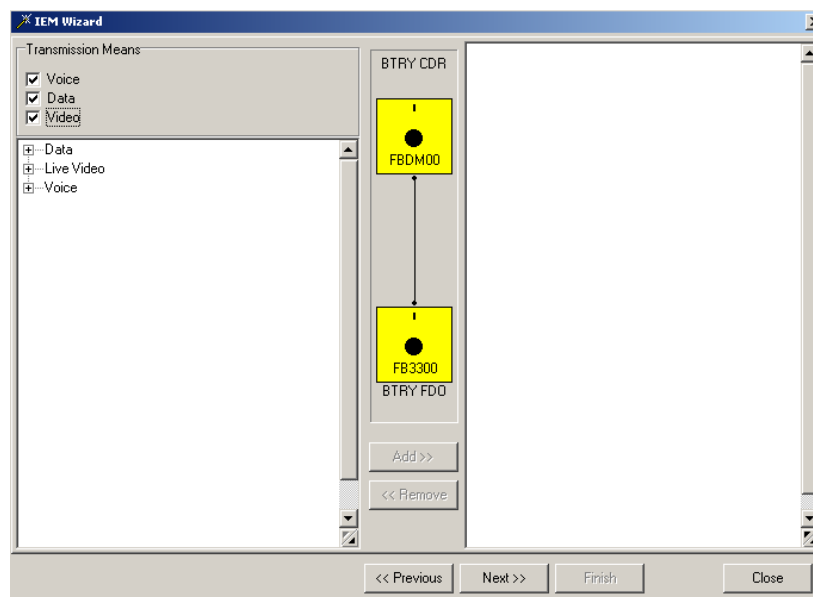 IEM Wizard
Transmission Means
Voice
Data
Video
Data
Live Video
Voice
BTRY CDR
FBDM00
FB3300
BTRY FDO
Add >>
<< Remove
<< Previous
Next >>
Finish
Close